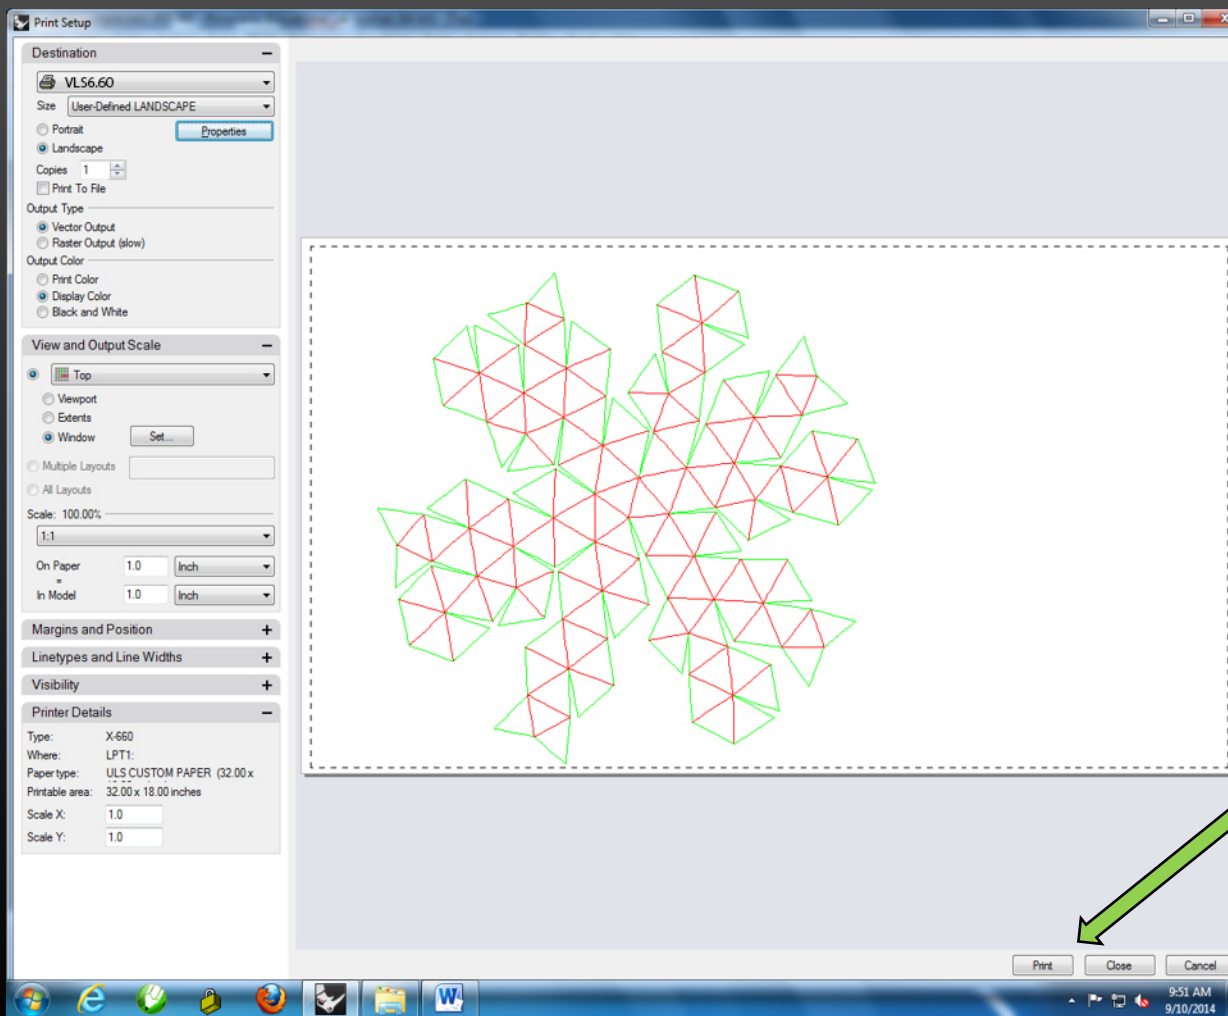 Print Setup
Destination
VLS6.60
Size User-Defined LANDSCAPE
Portrait
Properties
Landscape
Copies 1
Print To File
Output Type
Vector Output
Raster Output (slow)
Output Color
Print Color
Display Color
Black and White
View and Output Scale
Top
Viewport
Extents
Window Set...
Multiple Layouts
All Layouts
Scale: 100.00%
1:1
On Paper 1.0 Inch
=
In Model 1.0 Inch
Margins and Position +
Linetypes and Line Widths +
Visibility +
Printer Details
Type: X-660
Where: LPT1:
Paper type: ULS CUSTOM PAPER (32.00 x
Printable area: 32.00 x 18.00 inches
Scale X: 1.0
Scale Y: 1.0
Print Close Cancel
9:51 AM
9/10/2014